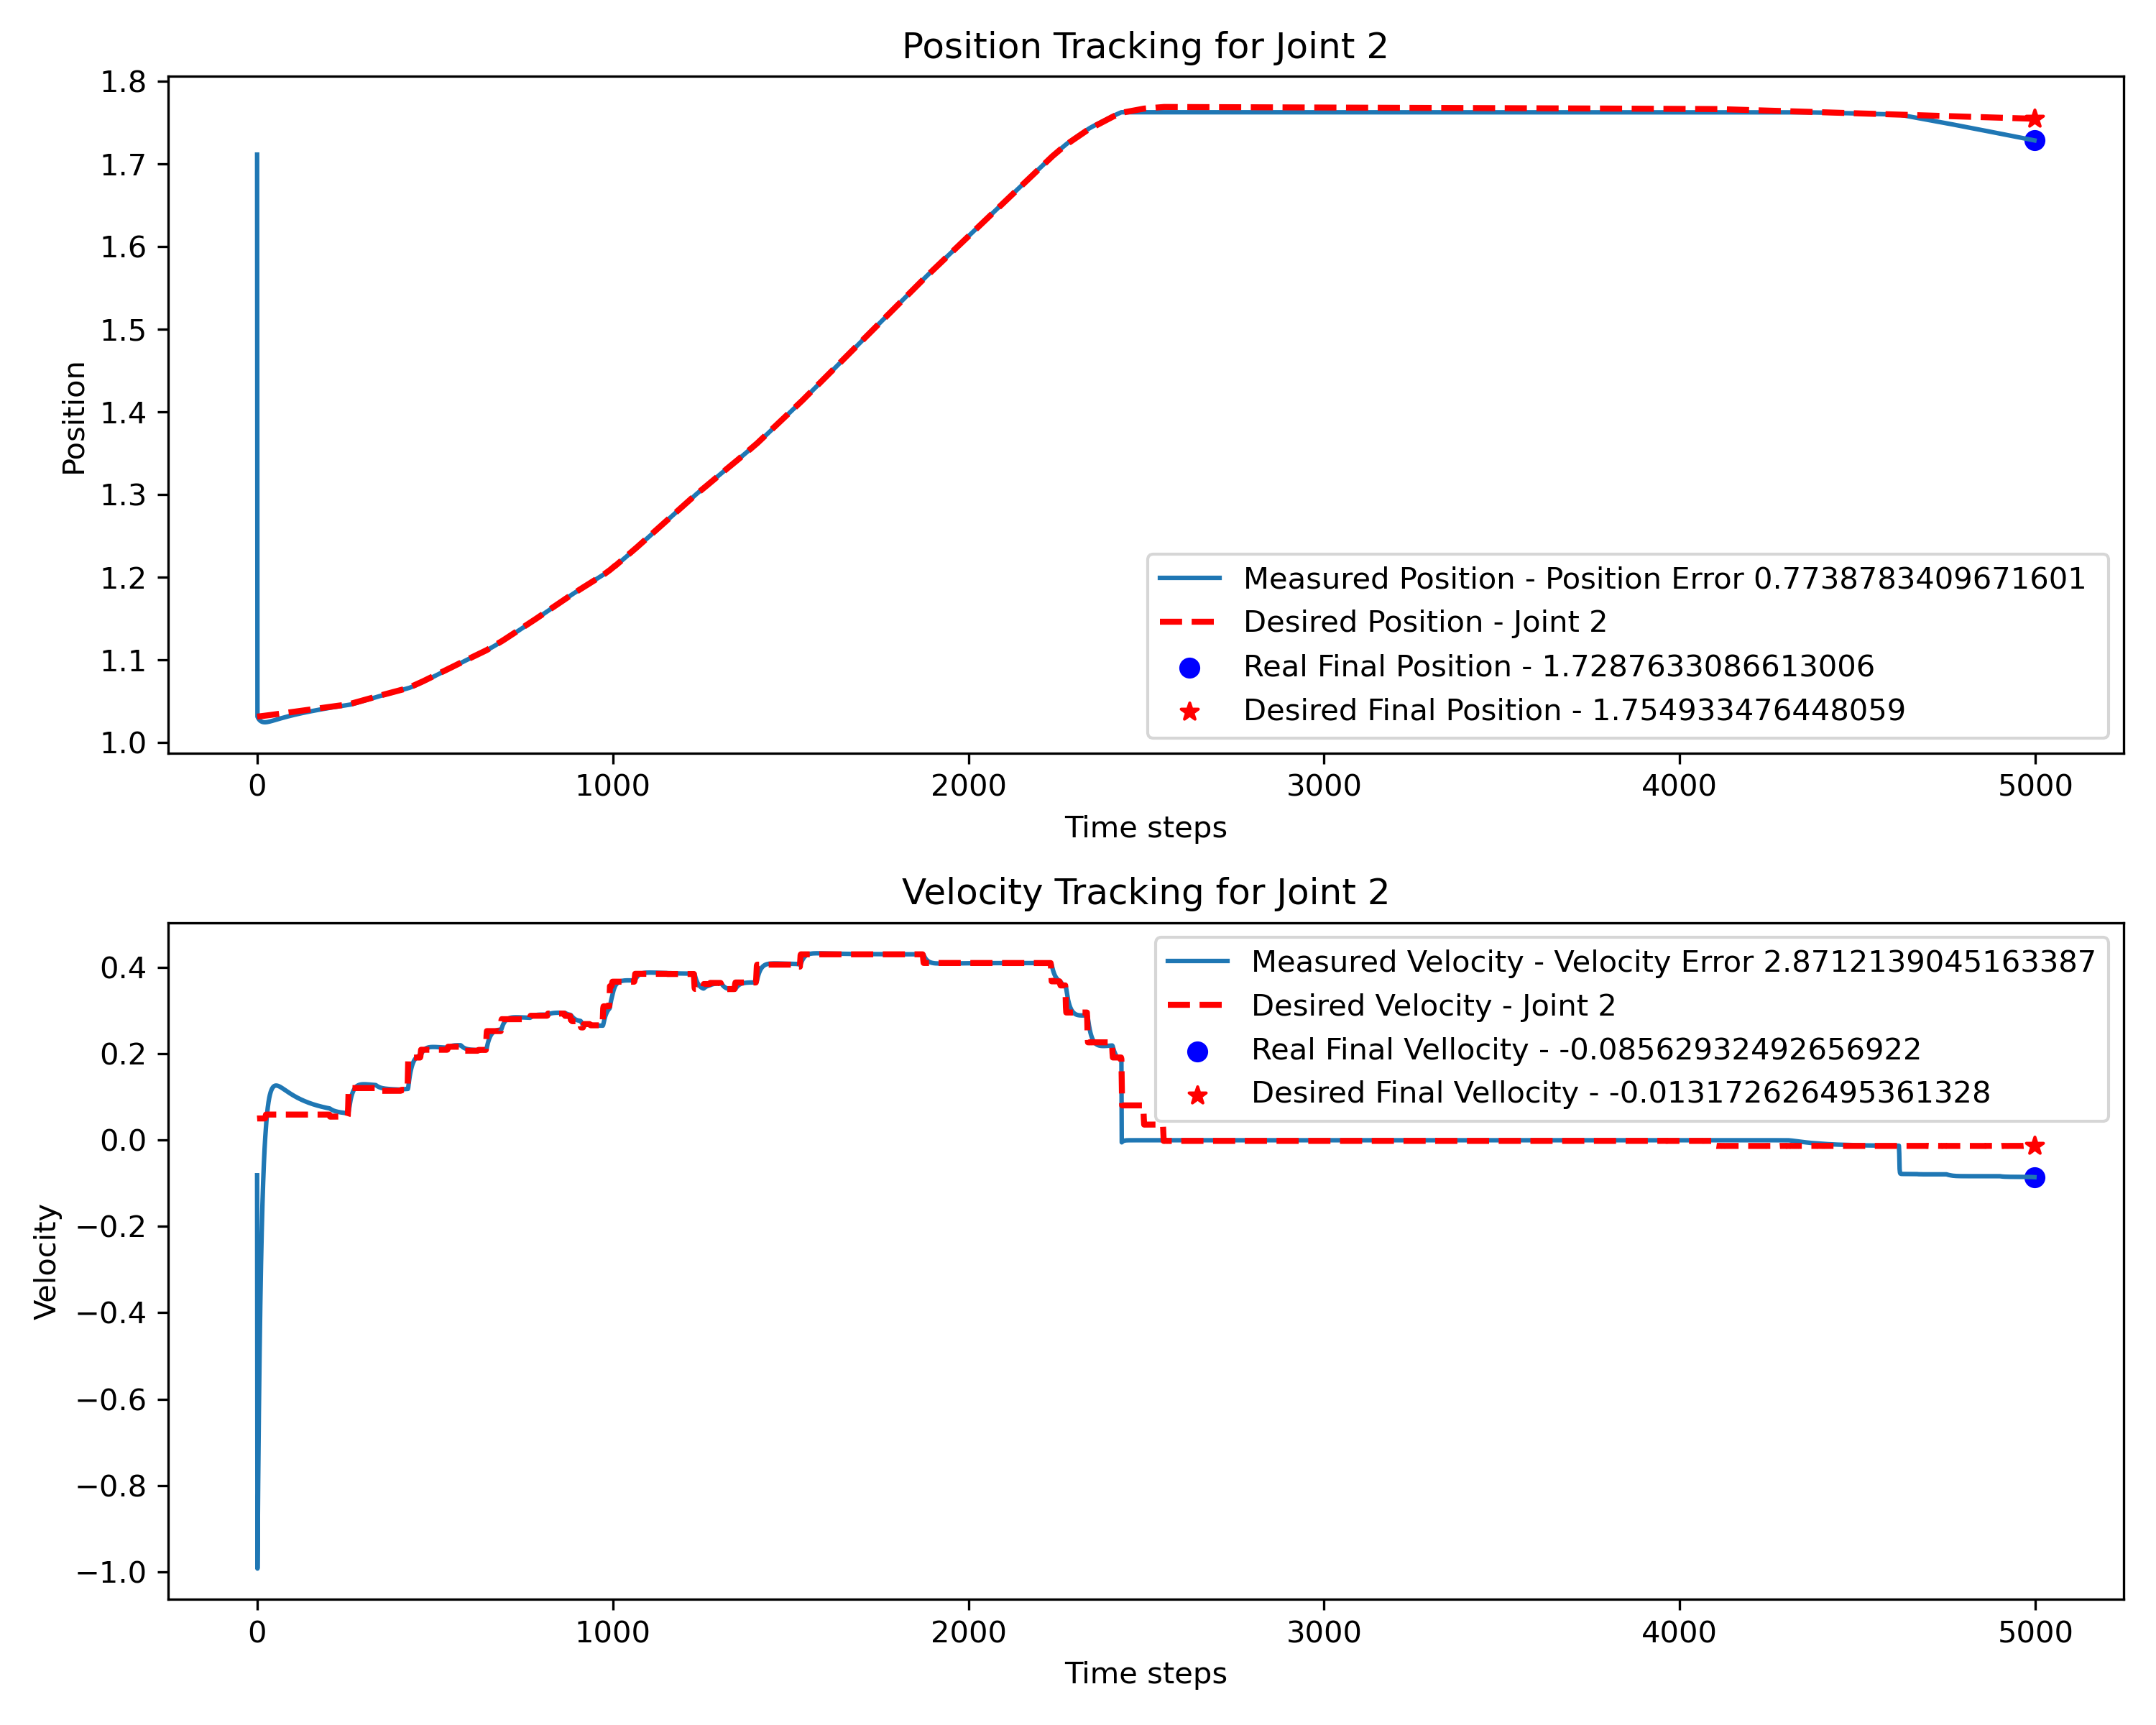 Position Tracking for Joint 2
1.8
1.7
1.6
1.5
1.4
1.3
1.2
1.1
1.0
Position
Measured Position - Position Error 0.7738783409671601
Desired Position - Joint 2
Real Final Position - 1.7287633086613006
Desired Final Position - 1.754933476448059
0 1000 2000 3000 4000 5000
Time steps
Velocity Tracking for Joint 2
0.4
0.2
0.0
−0.2
−0.4
−0.6
−0.8
−1.0
Velocity
Measured Velocity - Velocity Error 2.8712139045163387
Desired Velocity - Joint 2
Real Final Vellocity - -0.08562932492656922
Desired Final Vellocity - -0.013172626495361328
0 1000 2000 3000 4000 5000
Time steps